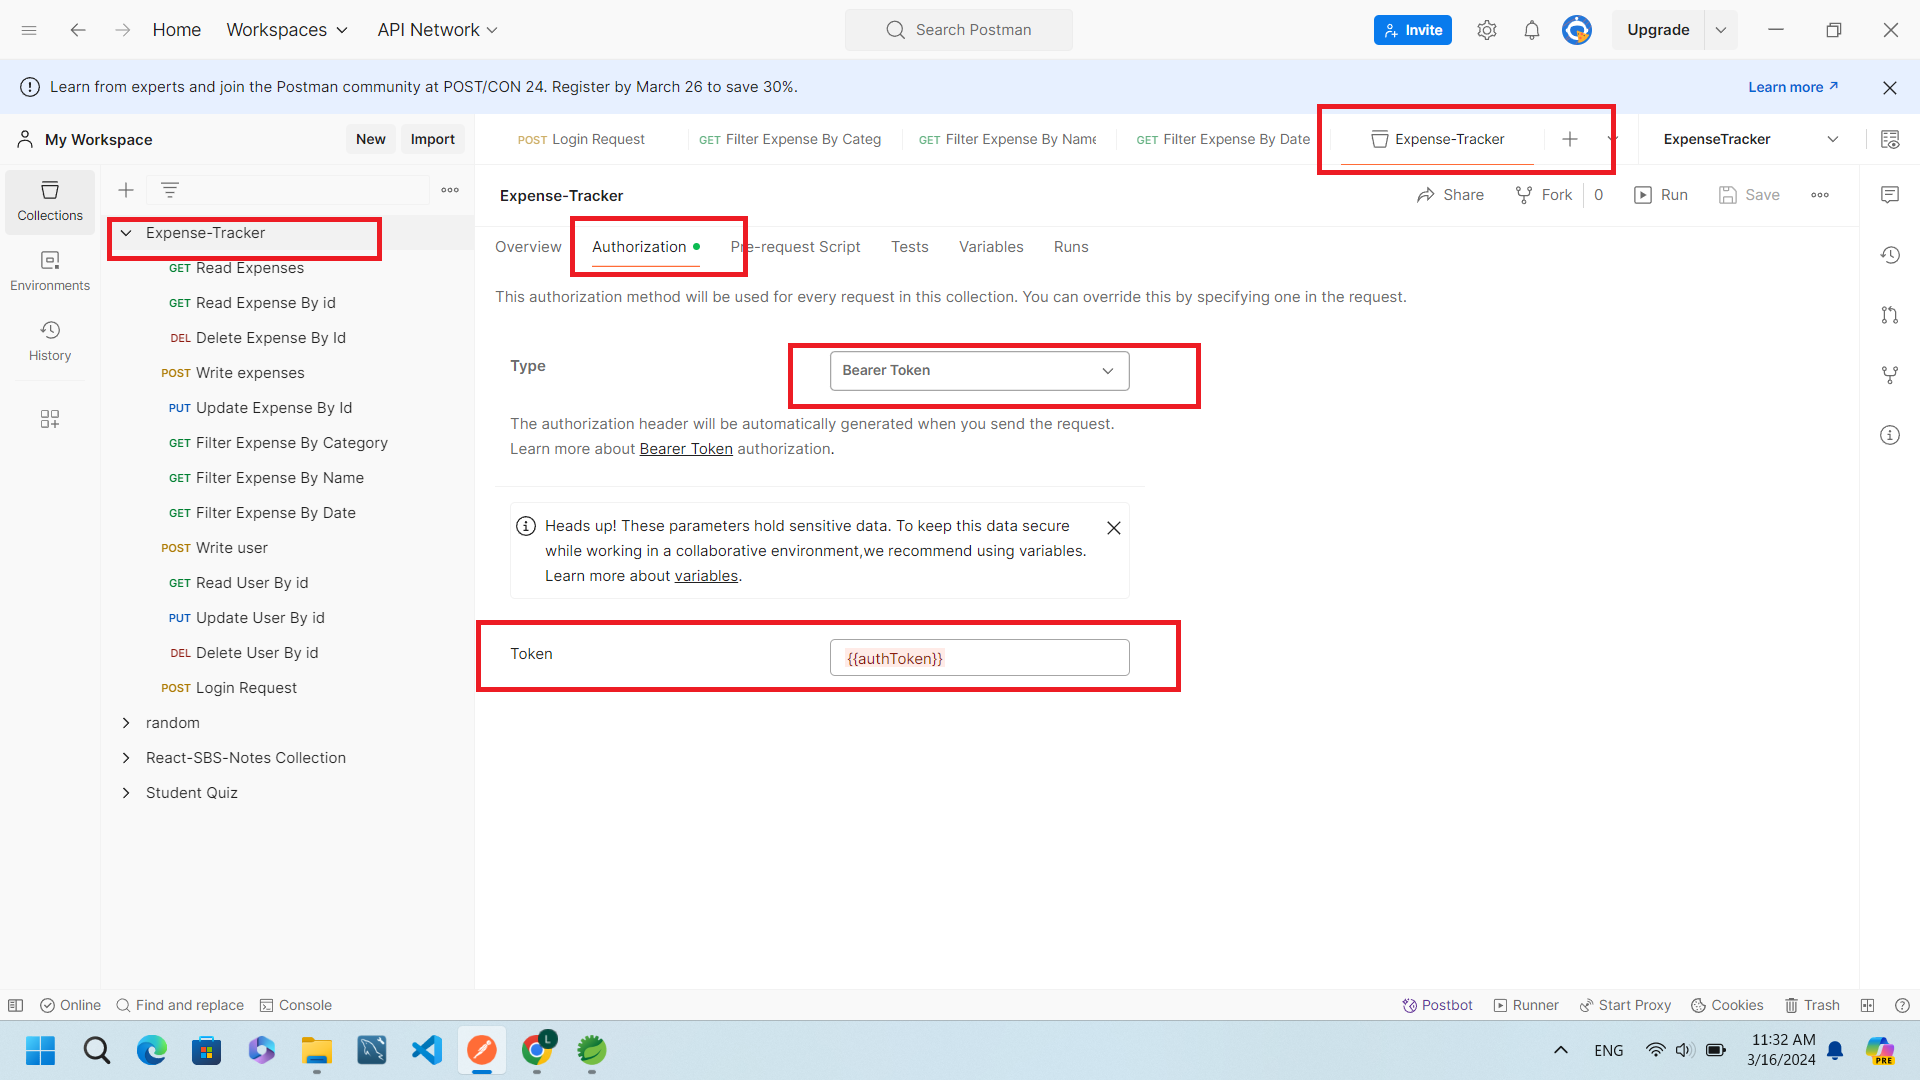 Home
Workspaces
API Network
Search Postman
Invite
Upgrade
Learn from experts and join the Postman community at POST/CON 24. Register by March 26 to save 30%.
Learn more
My Workspace
New
Import
POST Login Request
GET Filter Expense By Categ
GET Filter Expense By Name
GET Filter Expense By Date
Expense-Tracker
ExpenseTracker
Collections
Environments
History
Expense-Tracker
GET Read Expenses
GET Read Expense By id
DEL Delete Expense By Id
POST Write expenses
PUT Update Expense By Id
GET Filter Expense By Category
GET Filter Expense By Name
GET Filter Expense By Date
POST Write user
GET Read User By id
PUT Update User By id
DEL Delete User By id
POST Login Request
random
React-SBS-Notes Collection
Student Quiz
Expense-Tracker
Share
Fork
0
Run
Save
Overview
Authorization
Pre-request Script
Tests
Variables
Runs
This authorization method will be used for every request in this collection. You can override this by specifying one in the request.
Type
Bearer Token
The authorization header will be automatically generated when you send the request.
Learn more about Bearer Token authorization.
Heads up! These parameters hold sensitive data. To keep this data secure
while working in a collaborative environment,we recommend using variables.
Learn more about variables.
Token
{{authToken}}
Online
Find and replace
Console
Postbot
Runner
Start Proxy
Cookies
Trash
L
ENG
11:32 AM
3/16/2024
PRE